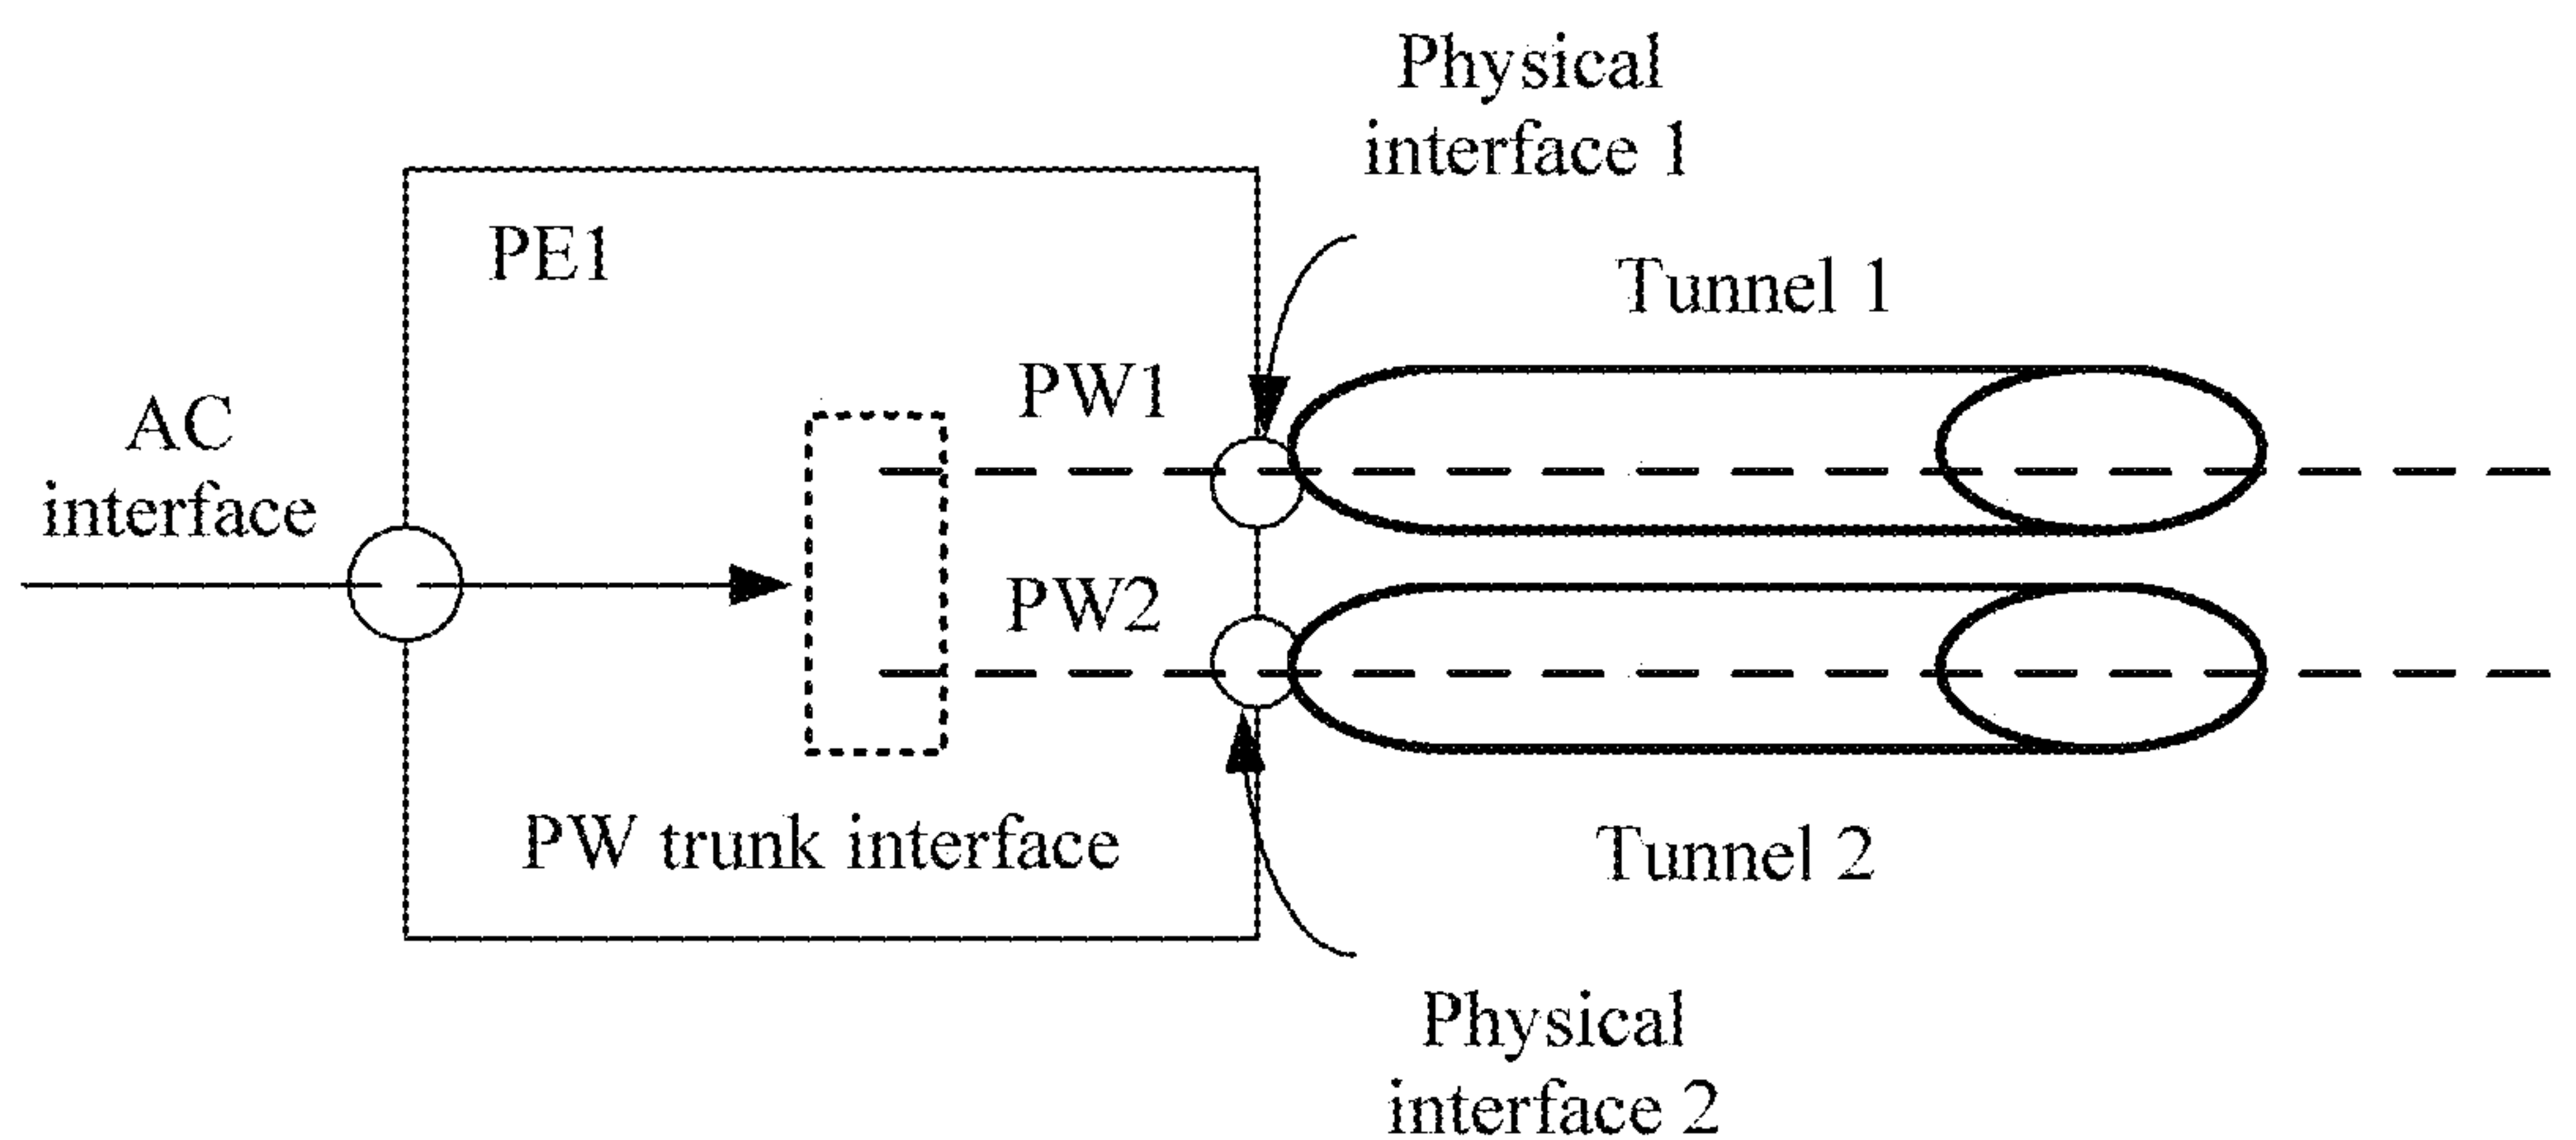 Physical
interface 1
PE1
Tunnel 1
PW1
AC
interface
PW2
PW trunk interface
Tunnel 2
Physical
interface 2